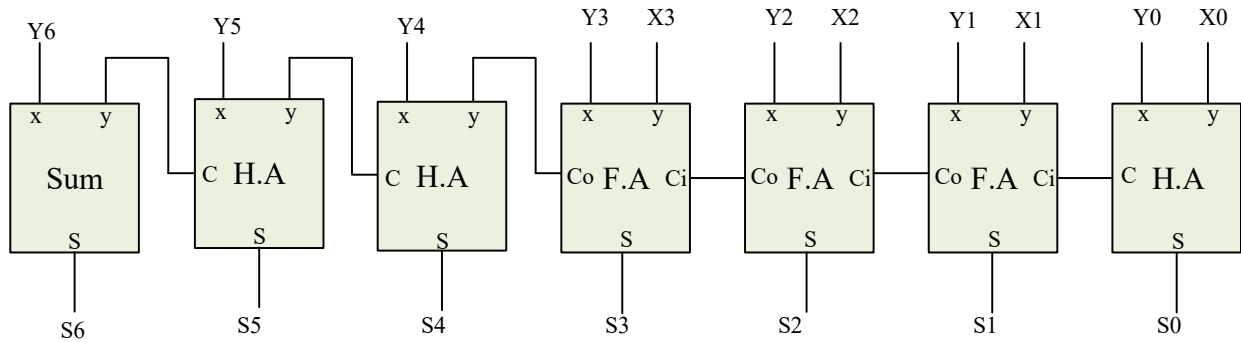 Y6 Y5 Y4 Y3 X3 Y2 X2 Y1 X1 Y0 X0
x y x y x y x y x y x y x y
Sum C H.A C H.A Co F.A Ci Co F.A Ci Co F.A Ci C H.A
S S S S S S S
S6 S5 S4 S3 S2 S1 S0